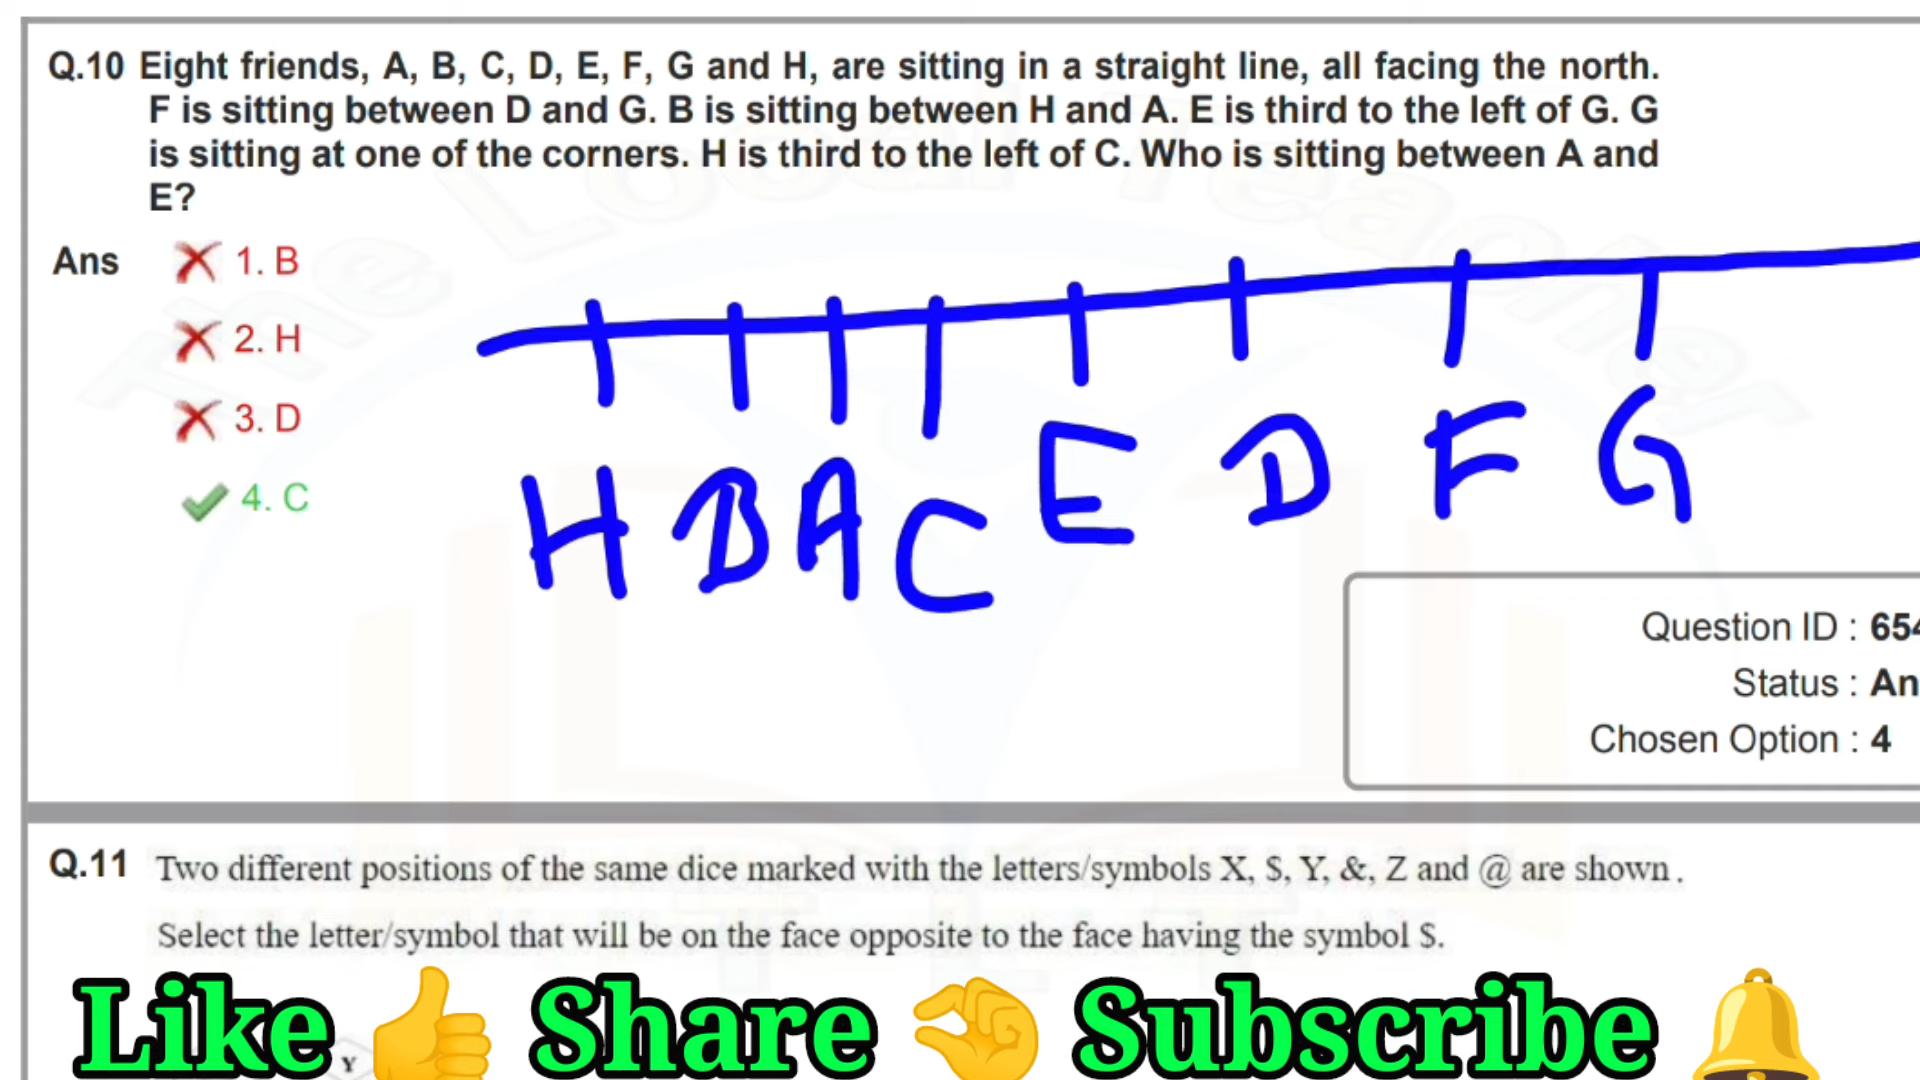 Q.10 Eight friends, A, B, C, D, E, F, G and H, are sitting in a straight line, all facing the north.
F is sitting between D and G. B is sitting between H and A. E is third to the left of G. G
is sitting at one of the corners. H is third to the left of C. Who is sitting between A and
E?
Ans
1. B
2. H
3. D
4. C
H B A C E D F G
Question ID : 654
Status : An
Chosen Option : 4
Q.11 Two different positions of the same dice marked with the letters/symbols X, $, Y, &, Z and @ are shown.
Select the letter/symbol that will be on the face opposite to the face having the symbol $.
Like Share Subscribe
Y
The Local Teacher
T L T